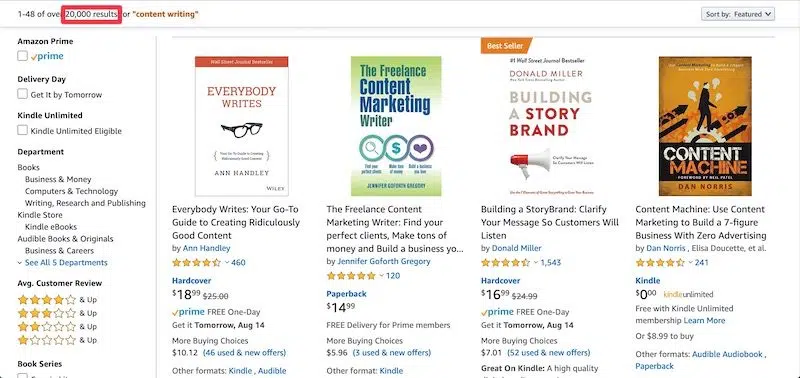 1-48 of over 20,000 results for "content writing"
Sort by: Featured
Amazon Prime
prime
Delivery Day
Get It by Tomorrow
Kindle Unlimited
Kindle Unlimited Eligible
Department
Books
Business & Money
Computers & Technology
Writing, Research and Publishing
Kindle Store
Kindle eBooks
Audible Books & Originals
Business & Careers
See All 5 Departments
Avg. Customer Review
& Up
& Up
& Up
& Up
Book Series
Wall Street Journal Bestseller
EVERYBODY
WRITES
Your Go-To Guide to Creating
Ridiculously Good Content
ANN HANDLEY
WILEY
Everybody Writes: Your Go-To
Guide to Creating Ridiculously
Good Content
by Ann Handley
460
Hardcover
$18.99 $25.00
prime FREE One-Day
Get it Tomorrow, Aug 14
More Buying Choices
$10.12 (46 used & new offers)
Other formats: Kindle , Audible
The Freelance
Content
Marketing
Writer
Find your
perfect clients,
Make tons
of money
Build a business
you love
JENNIFER GOFORTH GREGORY
The Freelance Content
Marketing Writer: Find your
perfect clients, Make tons of
money and Build a business yo...
by Jennifer Goforth Gregory
120
Paperback
$14.99
FREE Delivery for Prime members
More Buying Choices
$5.96 (3 used & new offers)
Other formats: Kindle
Best Seller
#1 Wall Street Journal Bestseller
DONALD MILLER
BUILDING
A STORY
BRAND
Clarify Your Message
So Customers Will Listen
Building a StoryBrand: Clarify
Your Message So Customers Will
Listen
by Donald Miller
1,543
Hardcover
$16.99 $24.99
prime FREE One-Day
Get it Tomorrow, Aug 14
More Buying Choices
$7.01 (52 used & new offers)
Great On Kindle: A high quality
CONTENT
MACHINE
FOREWORD BY NEIL PATEL
DAN NORRIS
Content Machine: Use Content
Marketing to Build a 7-figure
Business With Zero Advertising
by Dan Norris , Elisa Doucette, et al.
241
Kindle
$0.00 kindleunlimited
Free with Kindle Unlimited
membership Learn More
Or $8.99 to buy
Other formats: Audible Audiobook ,
Paperback